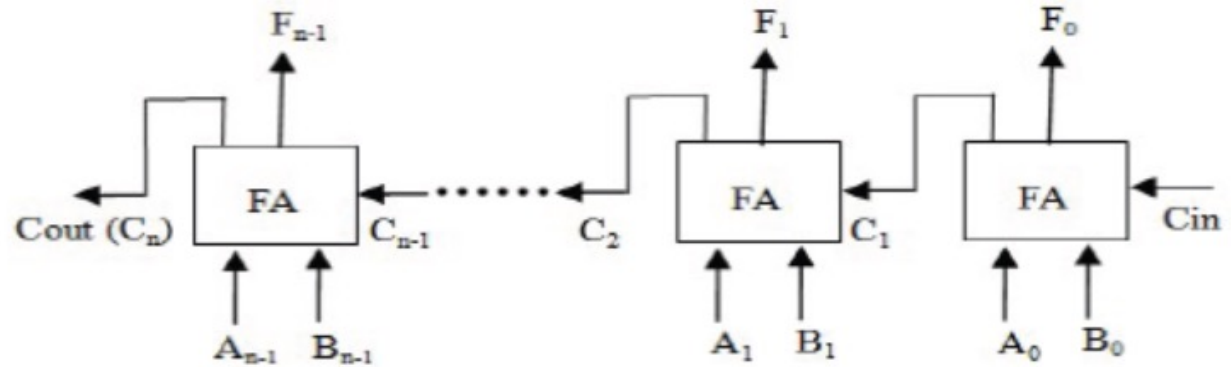 Fₙ₋₁ F₁ F₀
FA FA FA
Cout (Cₙ) Cₙ₋₁ C₂ C₁ Cin
Aₙ₋₁ Bₙ₋₁ A₁ B₁ A₀ B₀